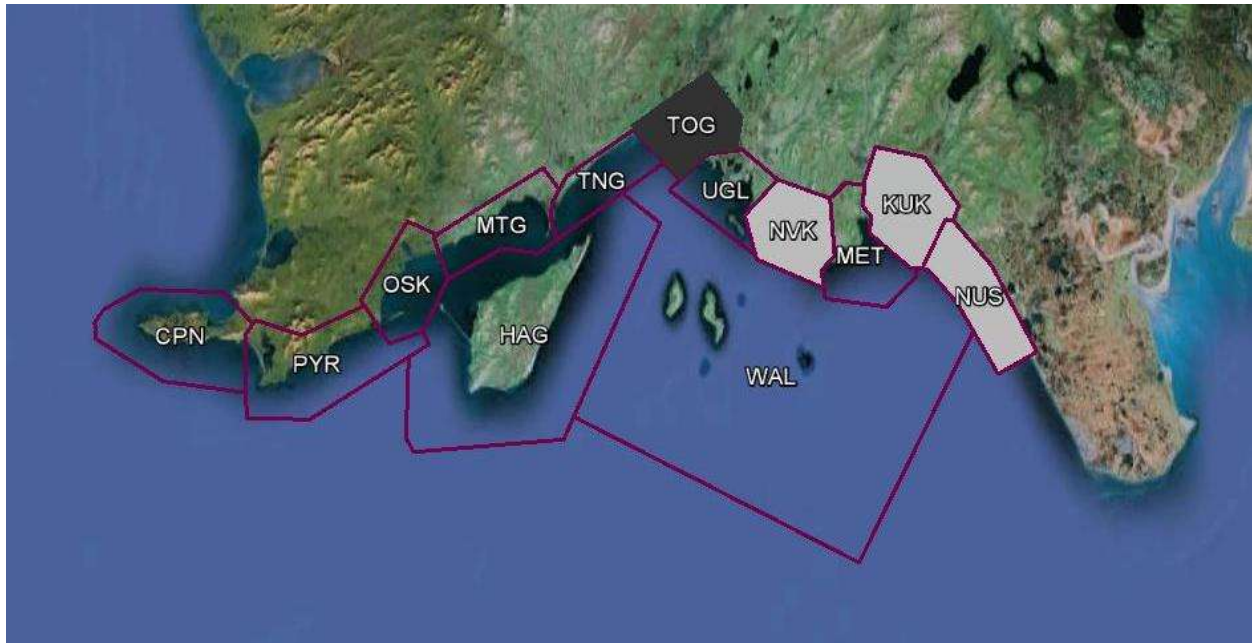 TOG
TNG
UGL
MTG
NVK
KUK
MET
OSK
NUS
CPN
HAG
PYR
WAL